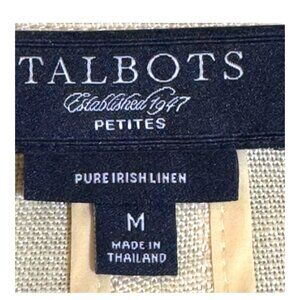 TALBOTS
Established 1947
PETITES
PURE IRISH LINEN
M
MADE IN
THAILAND